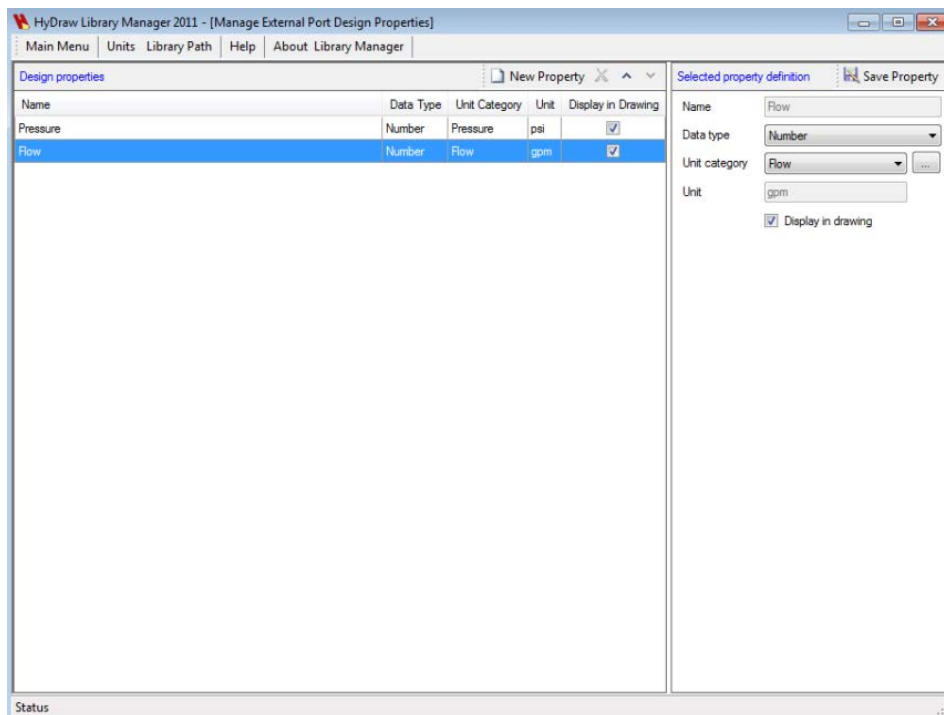 HyDraw Library Manager 2011 - [Manage External Port Design Properties]
Main Menu Units Library Path Help About Library Manager
Design properties New Property
Name Data Type Unit Category Unit Display in Drawing
Pressure Number Pressure psi
Flow Number Flow gpm
Selected property definition Save Property
Name Flow
Data type Number
Unit category Flow ...
Unit gpm
Display in drawing
Status